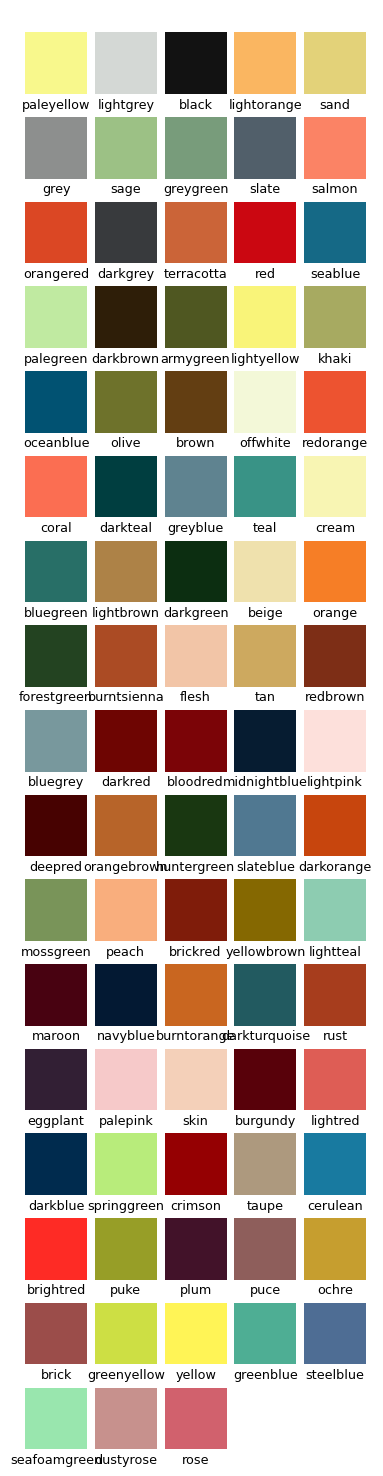 paleyellow lightgrey black lightorange sand
grey sage greygreen slate salmon
orangered darkgrey terracotta red seablue
palegreen darkbrown armygreen lightyellow khaki
oceanblue olive brown offwhite redorange
coral darkteal greyblue teal cream
bluegreen lightbrown darkgreen beige orange
forestgreen burntsienna flesh tan redbrown
bluegrey darkred bloodred midnightblue lightpink
deepred orangebrown huntergreen slateblue darkorange
mossgreen peach brickred yellowbrown lightteal
maroon navyblue burntorange darkturquoise rust
eggplant palepink skin burgundy lightred
darkblue springgreen crimson taupe cerulean
brightred puke plum puce ochre
brick greenyellow yellow greenblue steelblue
seafoamgreen dustyrose rose